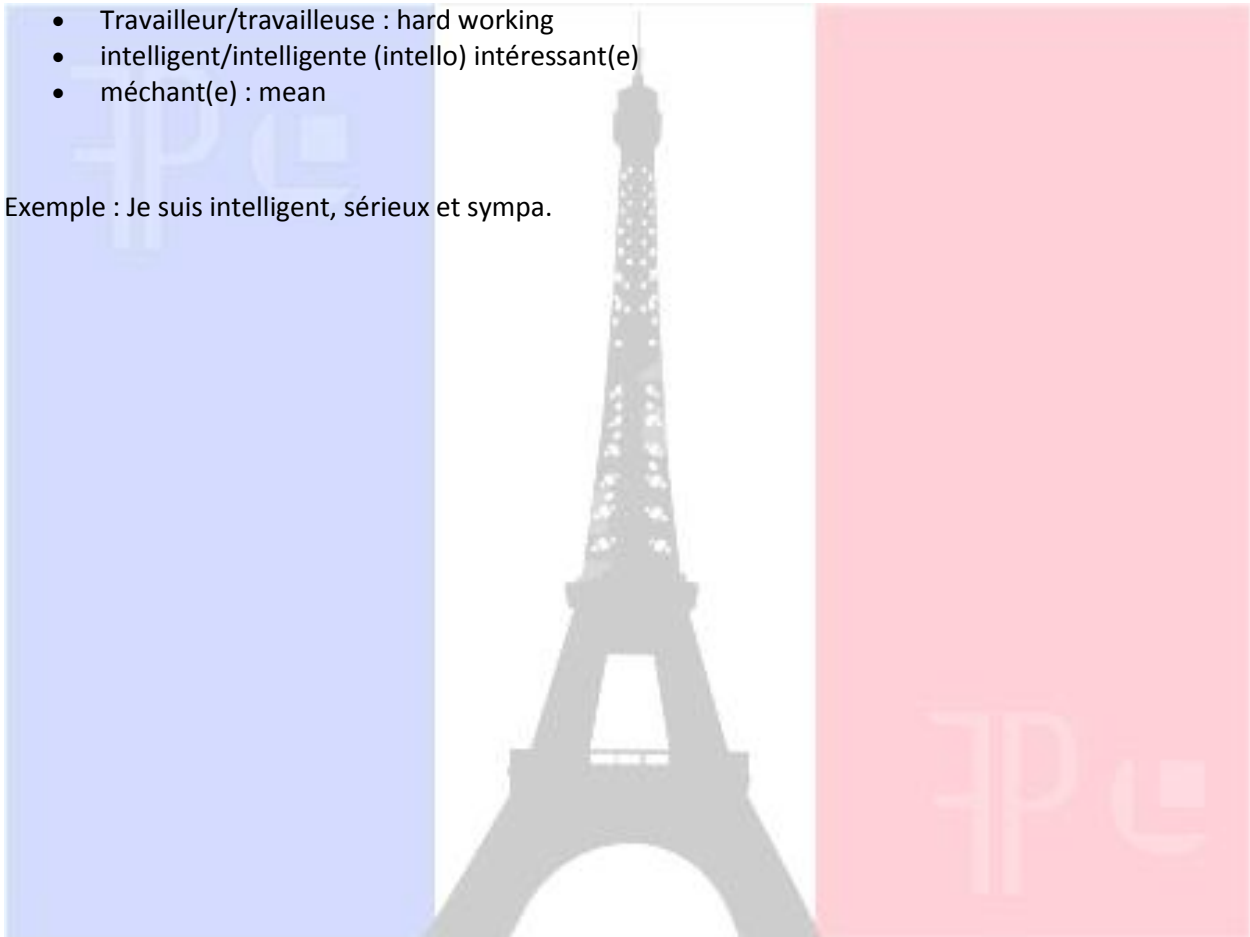 • Travailleur/travailleuse : hard working
• intelligent/intelligente (intello) intéressant(e)
• méchant(e) : mean
Exemple : Je suis intelligent, sérieux et sympa.